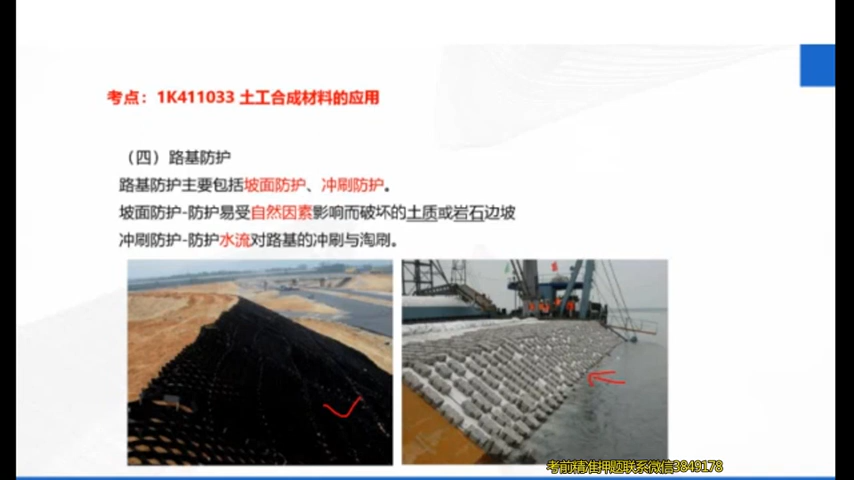 考点：1K411033 土工合成材料的应用
（四）路基防护
路基防护主要包括坡面防护、冲刷防护。
坡面防护-防护易受自然因素影响而破坏的土质或岩石边坡
冲刷防护-防护水流对路基的冲刷与淘刷。
考前精准押题联系微信3849178